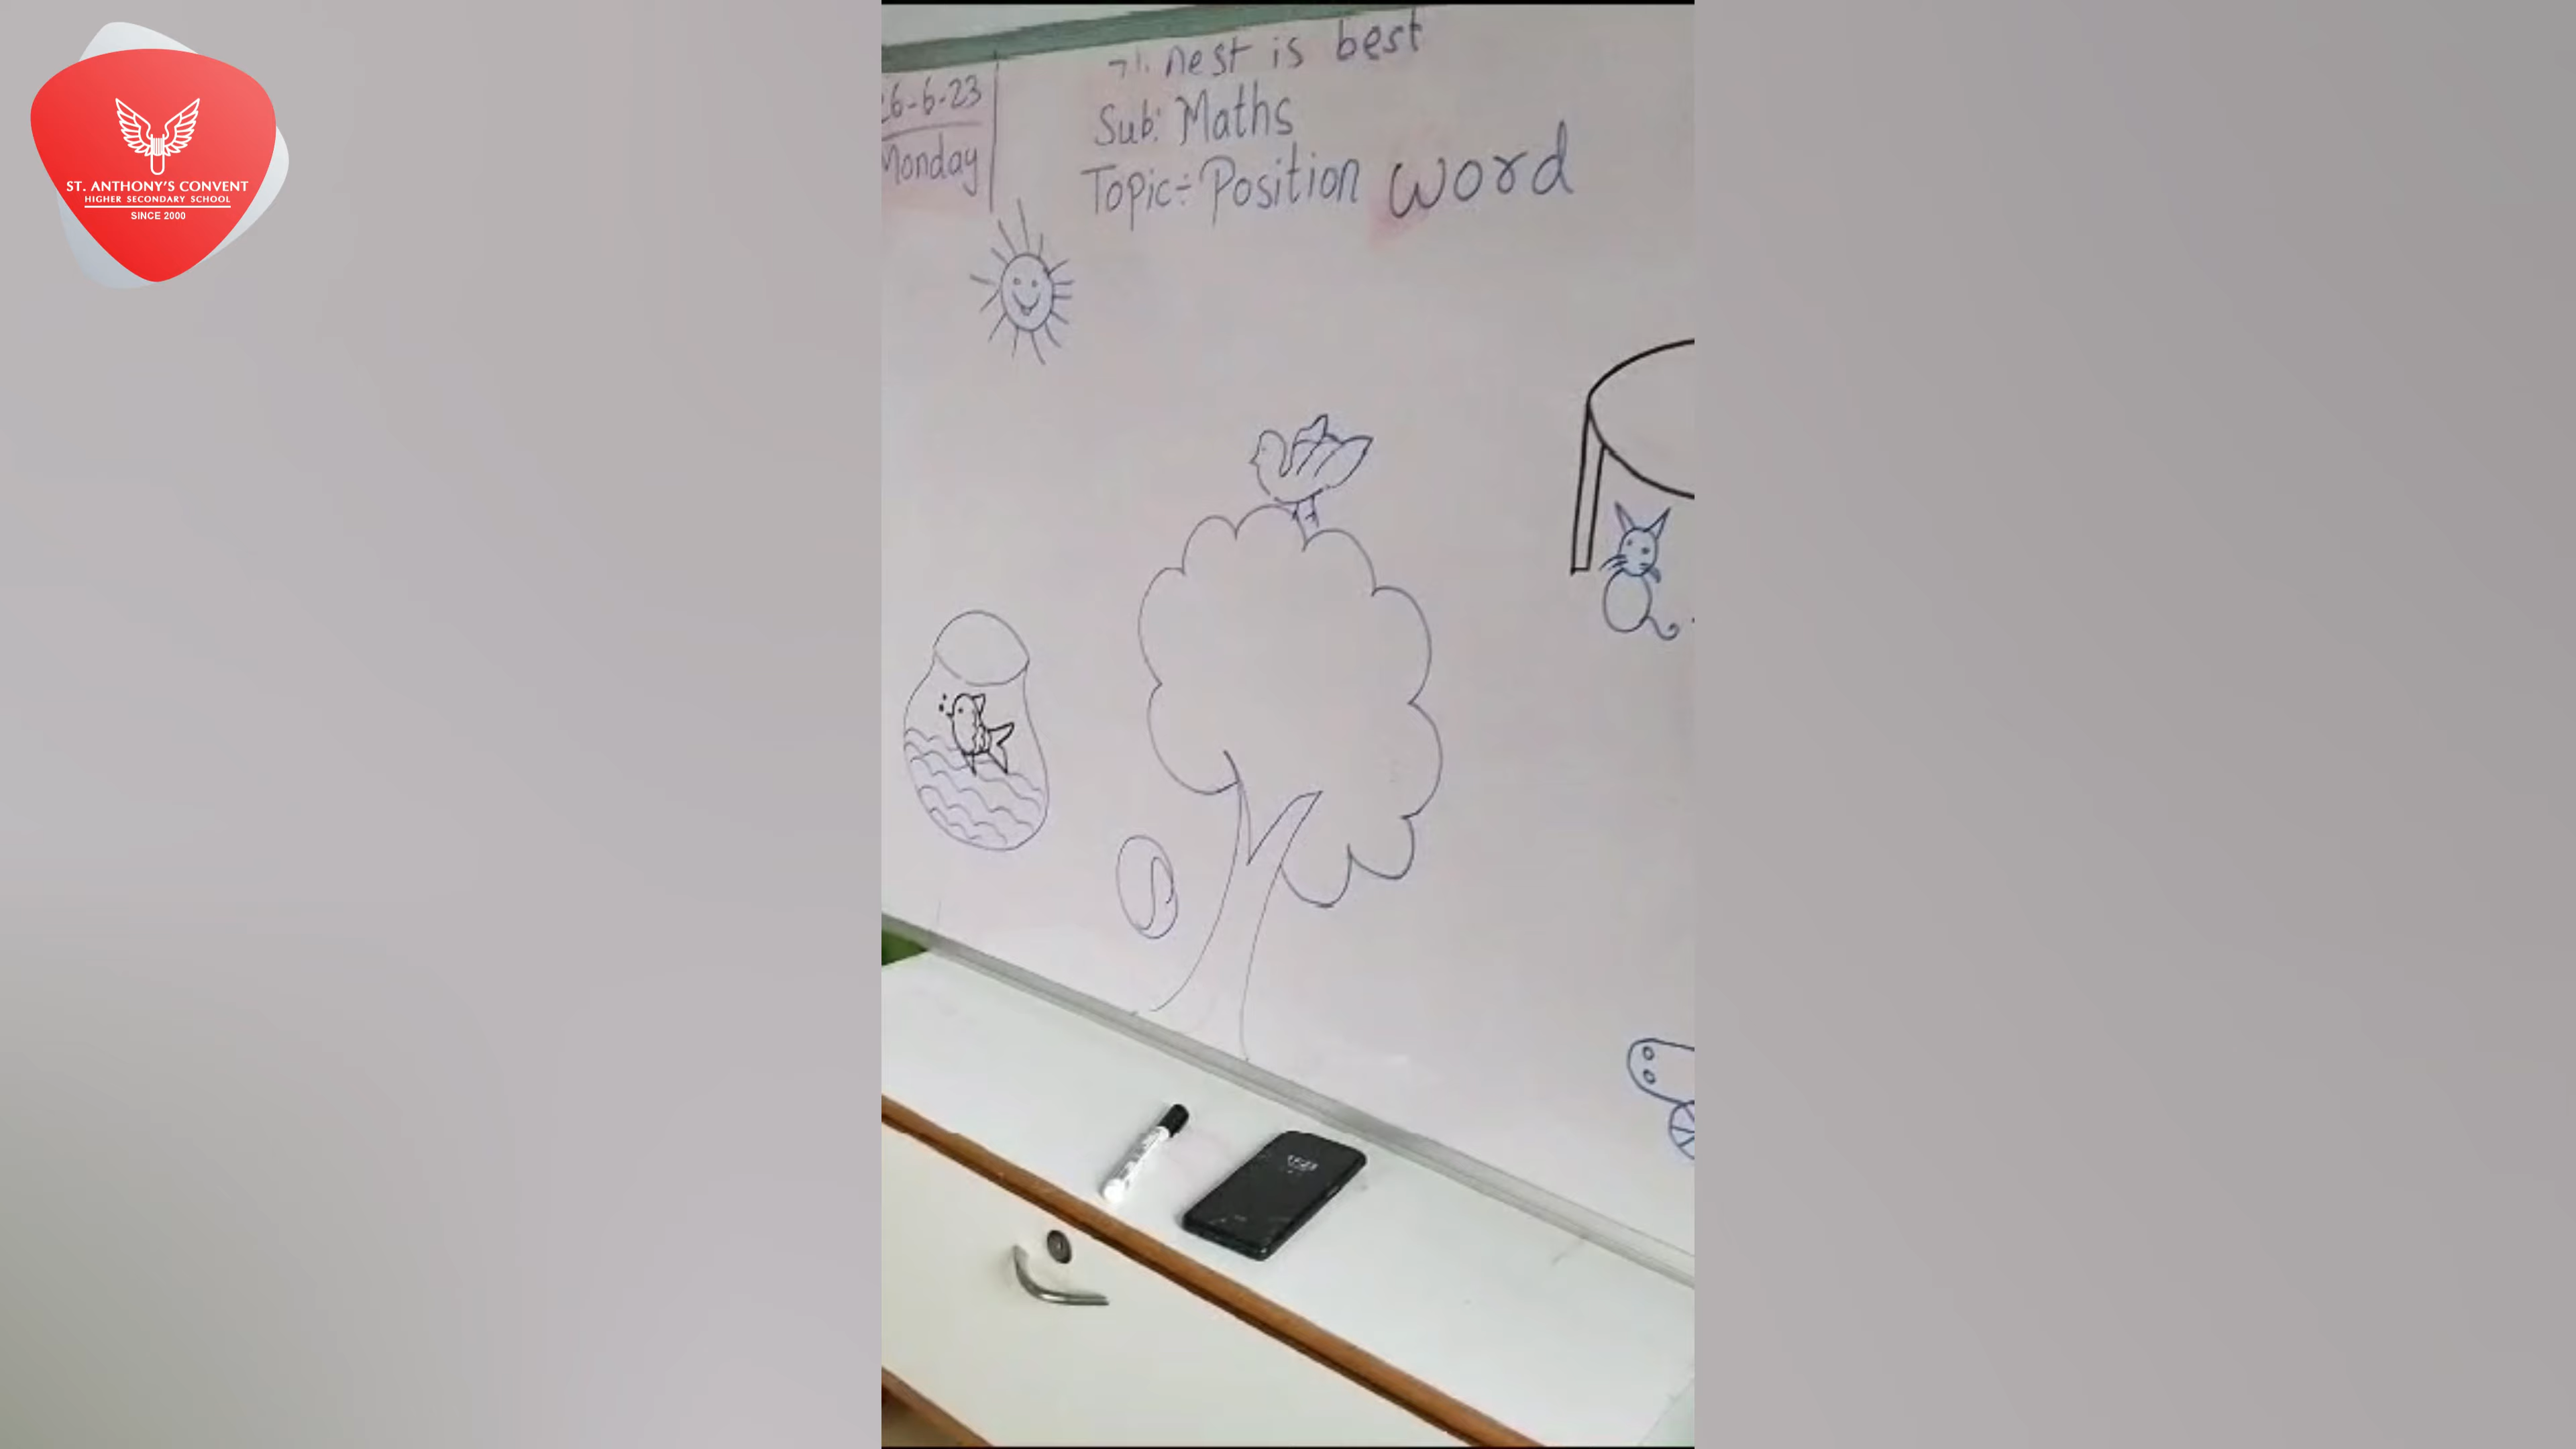 ST. ANTHONY'S CONVENT
HIGHER SECONDARY SCHOOL
SINCE 2000
nest is best
6-6-23
Monday
Sub: Maths
Topic:- Position word